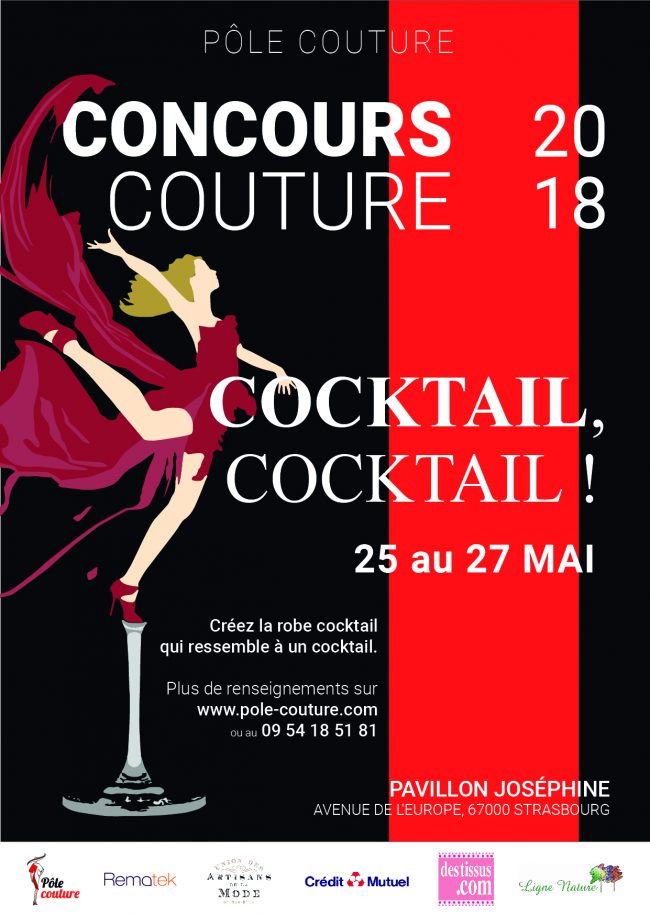 PÔLE COUTURE
CONCOURS 20
COUTURE 18
COCKTAIL,
COCKTAIL !
25 au 27 MAI
Créez la robe cocktail
qui ressemble à un cocktail.
Plus de renseignements sur
www.pole-couture.com
ou au 09 54 18 51 81
PAVILLON JOSÉPHINE
AVENUE DE L'EUROPE, 67000 STRASBOURG
Pôle
couture
Rematek
UNION DES
ARTISANS
DE LA
MODE
Crédit Mutuel
destissus
.com
Ligne Nature